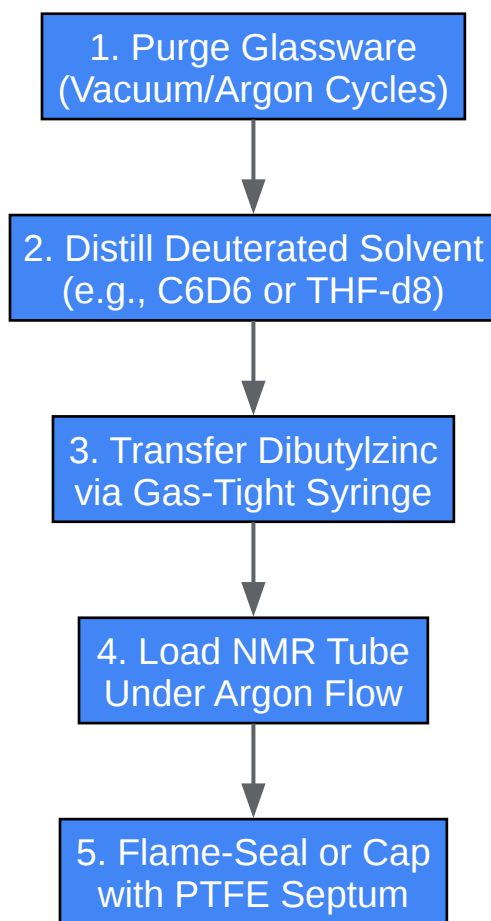 1. Purge Glassware
(Vacuum/Argon Cycles)
2. Distill Deuterated Solvent
(e.g., C6D6 or THF-d8)
3. Transfer Dibutylzinc
via Gas-Tight Syringe
4. Load NMR Tube
Under Argon Flow
5. Flame-Seal or Cap
with PTFE Septum